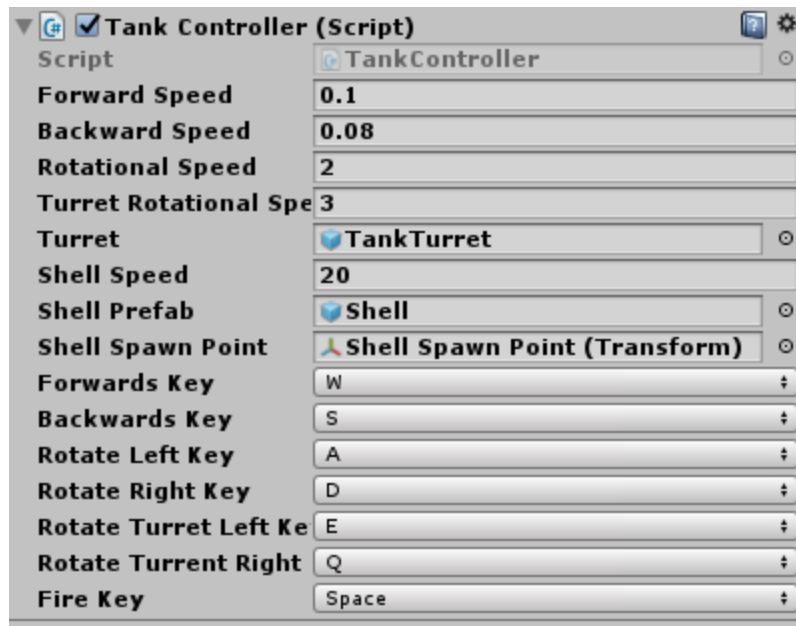 Tank Controller (Script)
Script TankController
Forward Speed 0.1
Backward Speed 0.08
Rotational Speed 2
Turret Rotational Spe 3
Turret TankTurret
Shell Speed 20
Shell Prefab Shell
Shell Spawn Point Shell Spawn Point (Transform)
Forwards Key W
Backwards Key S
Rotate Left Key A
Rotate Right Key D
Rotate Turret Left Ke E
Rotate Turrent Right Q
Fire Key Space